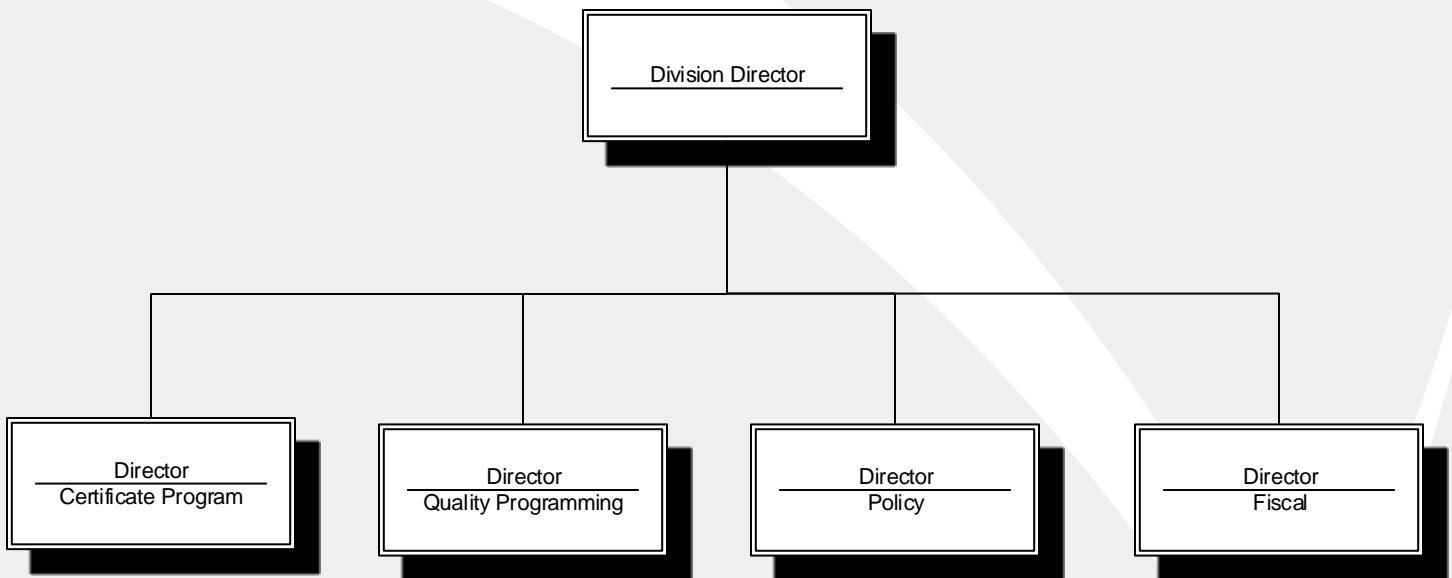 Division Director
Director
Certificate Program
Director
Quality Programming
Director
Policy
Director
Fiscal